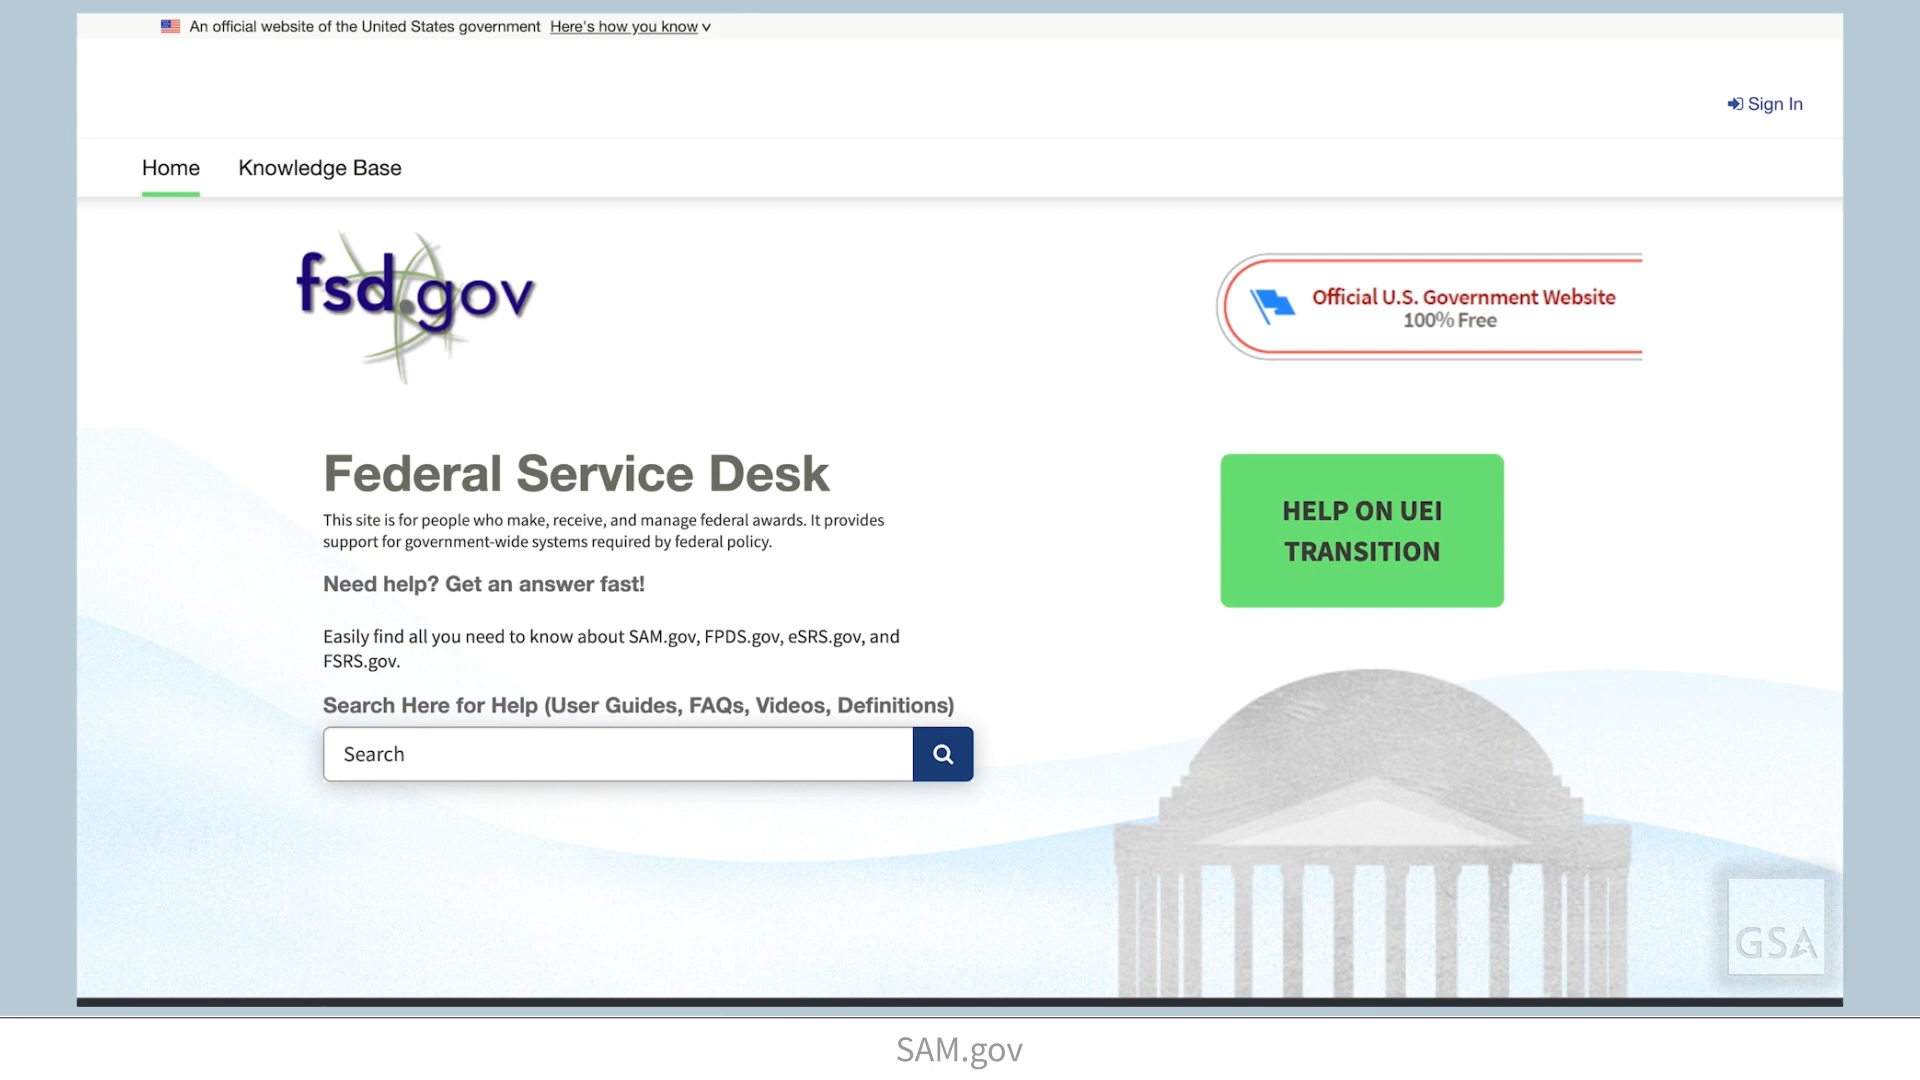 An official website of the United States government Here's how you know
Sign In
Home Knowledge Base
fsd.gov
Official U.S. Government Website
100% Free
Federal Service Desk
This site is for people who make, receive, and manage federal awards. It provides
support for government-wide systems required by federal policy.
Need help? Get an answer fast!
Easily find all you need to know about SAM.gov, FPDS.gov, eSRS.gov, and
FSRS.gov.
Search Here for Help (User Guides, FAQs, Videos, Definitions)
Search
HELP ON UEI
TRANSITION
GSA
SAM.gov